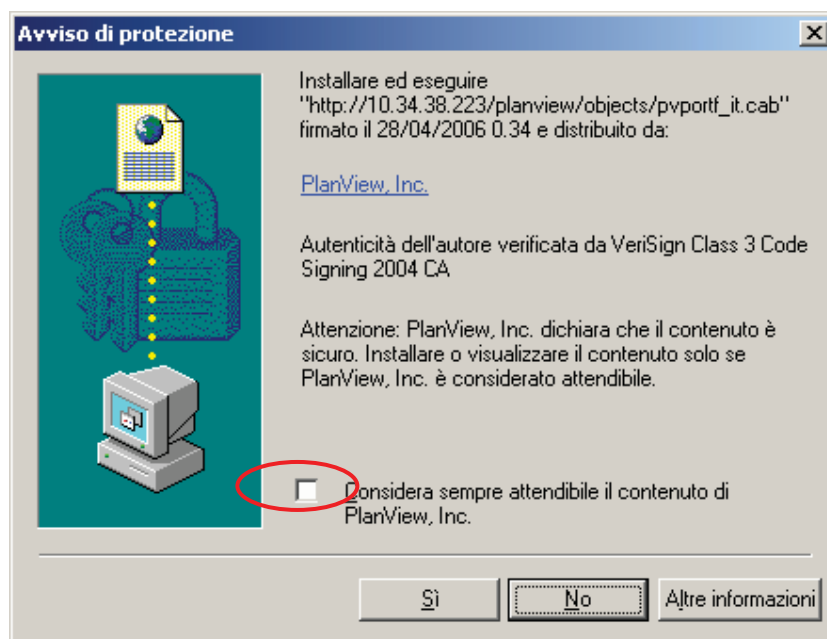 Avviso di protezione
Installare ed eseguire
"http://10.34.38.223/planview/objects/pvportf_it.cab"
firmato il 28/04/2006 0.34 e distribuito da:
PlanView, Inc.
Autenticità dell'autore verificata da VeriSign Class 3 Code
Signing 2004 CA
Attenzione: PlanView, Inc. dichiara che il contenuto è
sicuro. Installare o visualizzare il contenuto solo se
PlanView, Inc. è considerato attendibile.
Considera sempre attendibile il contenuto di
PlanView, Inc.
Sì No Altre informazioni